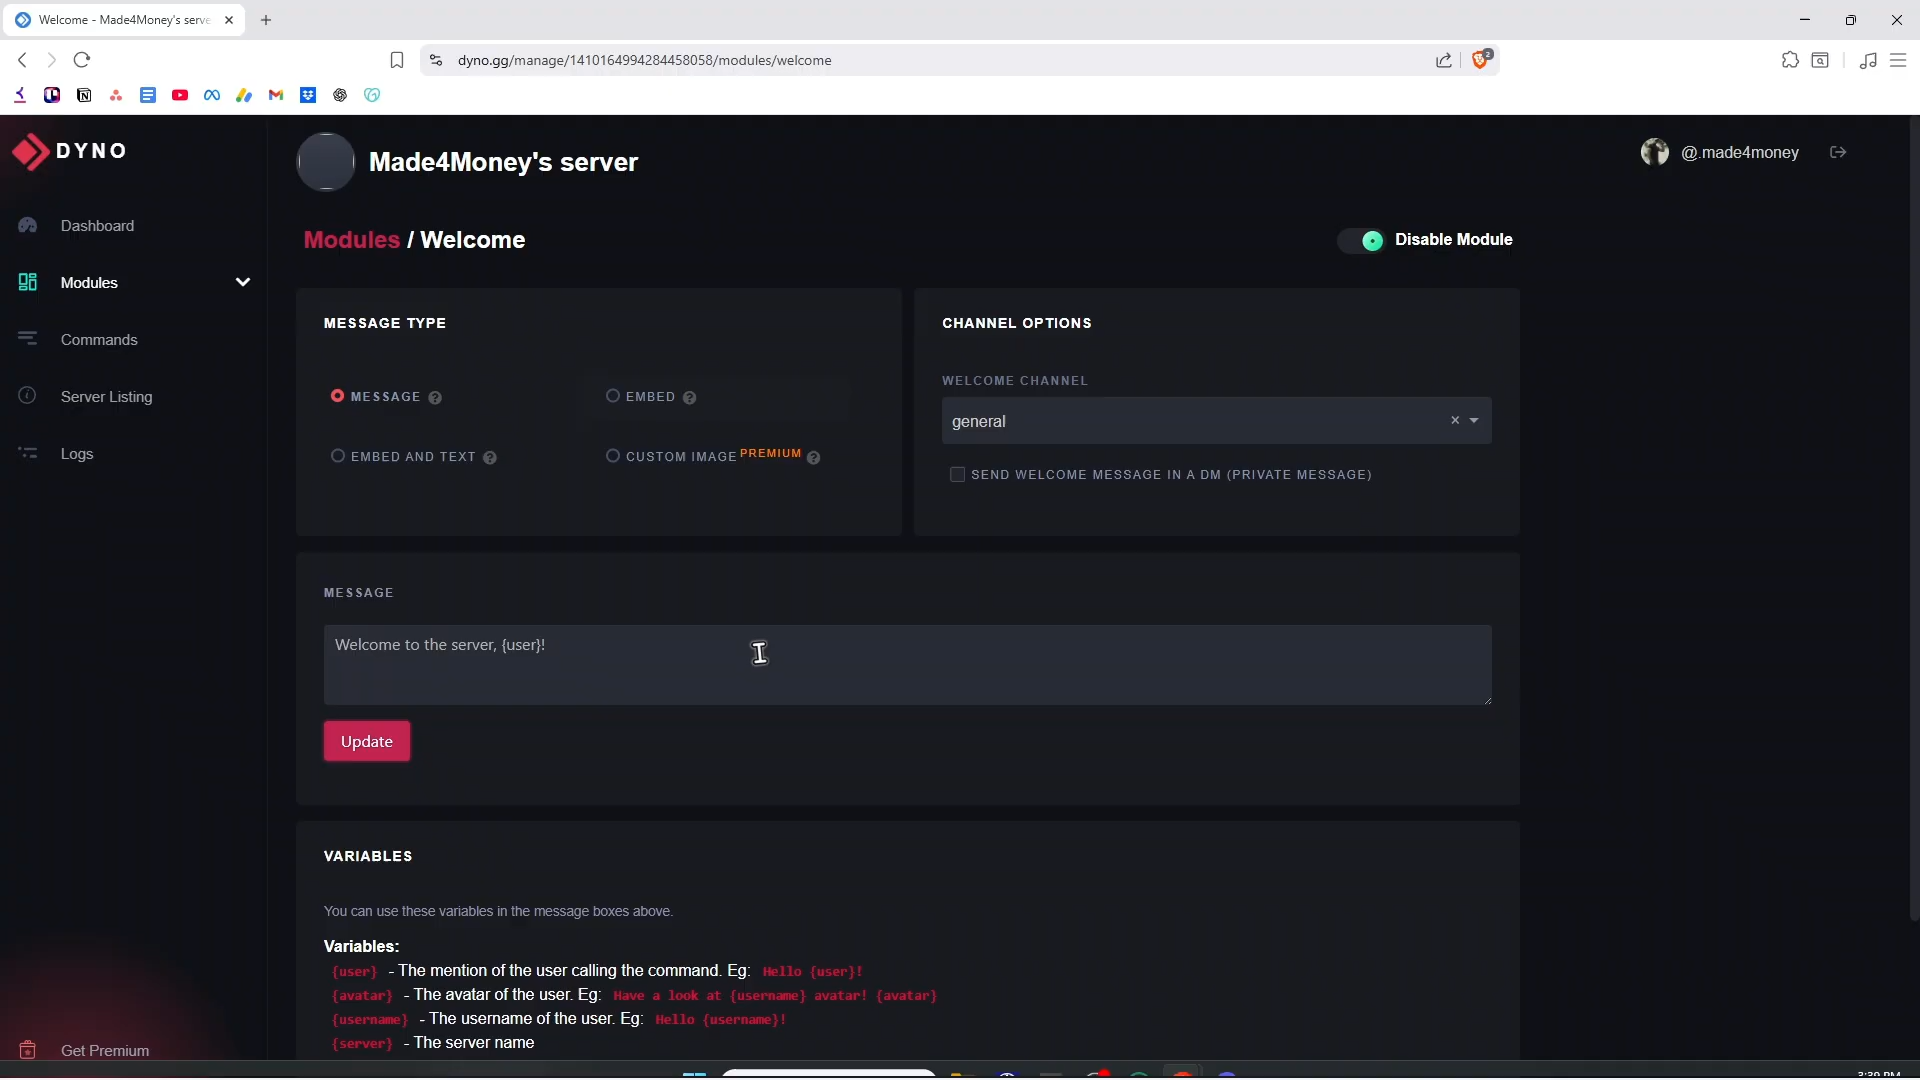 Welcome - Made4Money's serve
dyno.gg/manage/1410164994284458058/modules/welcome
2
DYNO
Made4Money's server
@.made4money
Dashboard
Modules / Welcome
Disable Module
Modules
MESSAGE TYPE
CHANNEL OPTIONS
Commands
WELCOME CHANNEL
MESSAGE ?
EMBED ?
general
Server Listing
EMBED AND TEXT ?
CUSTOM IMAGE PREMIUM ?
SEND WELCOME MESSAGE IN A DM (PRIVATE MESSAGE)
Logs
MESSAGE
Welcome to the server, {user}!
Update
VARIABLES
You can use these variables in the message boxes above.
Variables:
{user} - The mention of the user calling the command. Eg: Hello {user}!
{avatar} - The avatar of the user. Eg: Have a look at {username} avatar! {avatar}
{username} - The username of the user. Eg: Hello {username}!
{server} - The server name
Get Premium